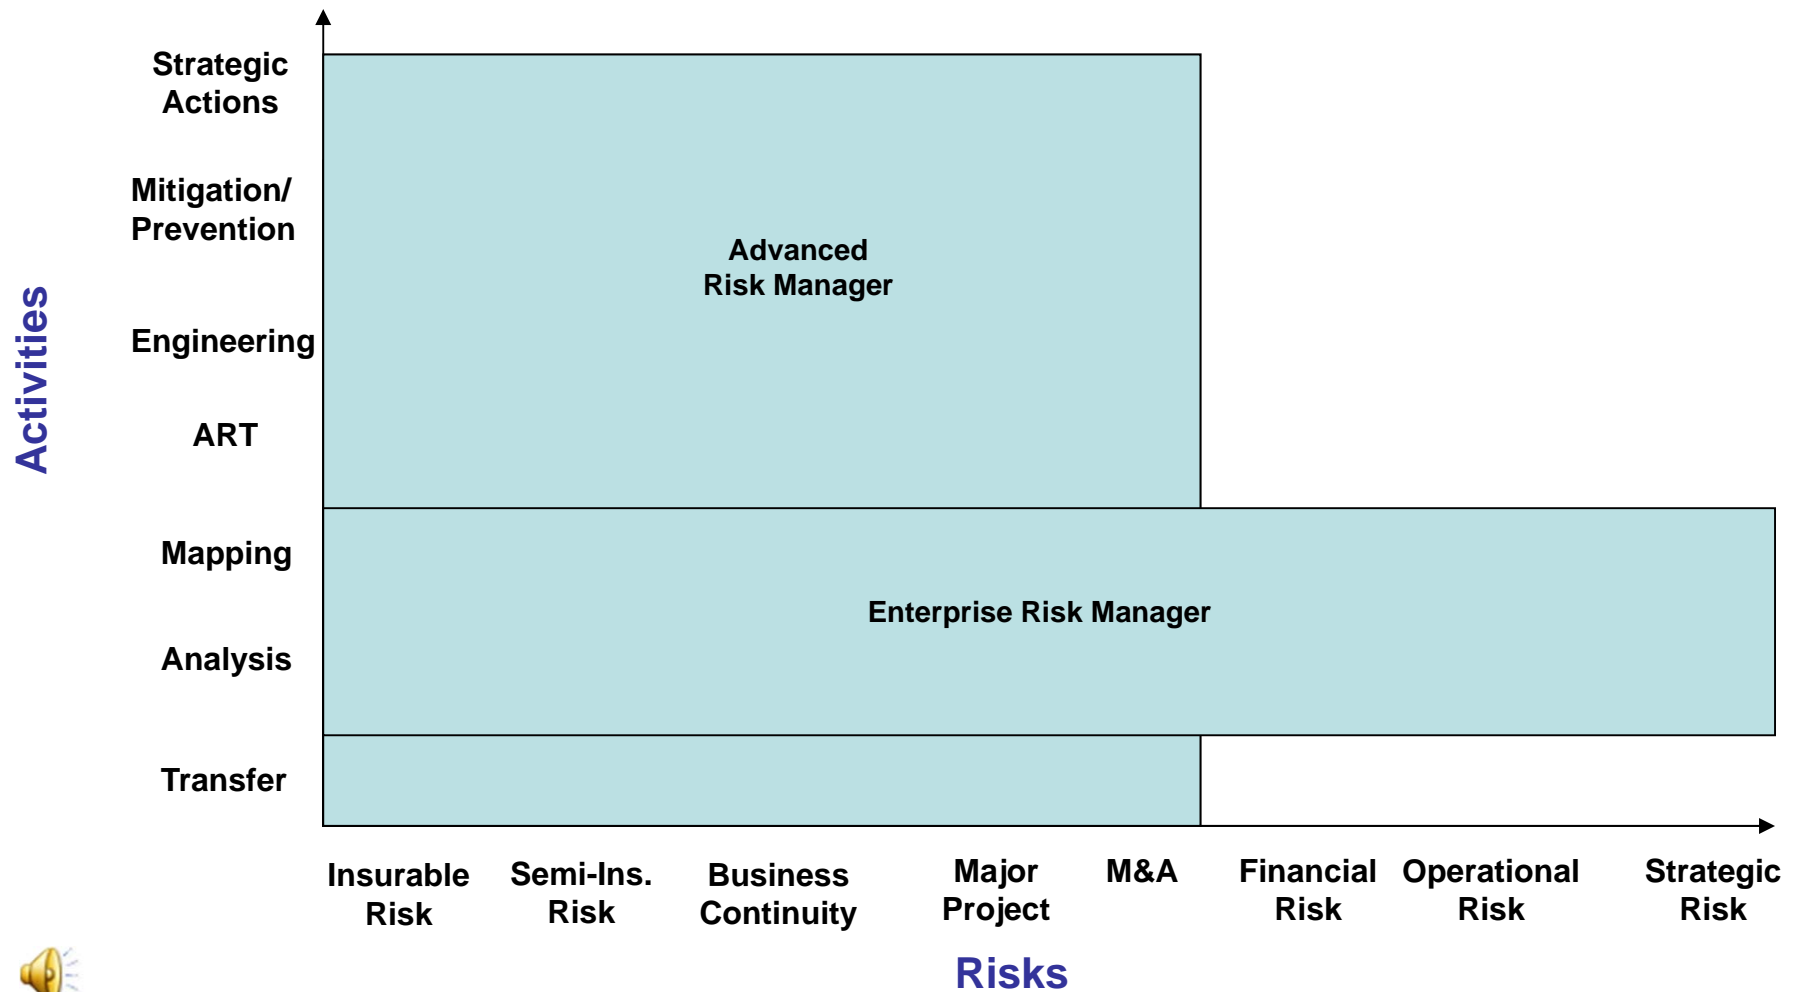 Strategic
Actions
Mitigation/
Prevention
Advanced
Risk Manager
Activities
Engineering
ART
Mapping
Enterprise Risk Manager
Analysis
Transfer
Insurable
Risk
Semi-Ins.
Risk
Business
Continuity
Major
Project
M&A
Financial
Risk
Operational
Risk
Strategic
Risk
Risks